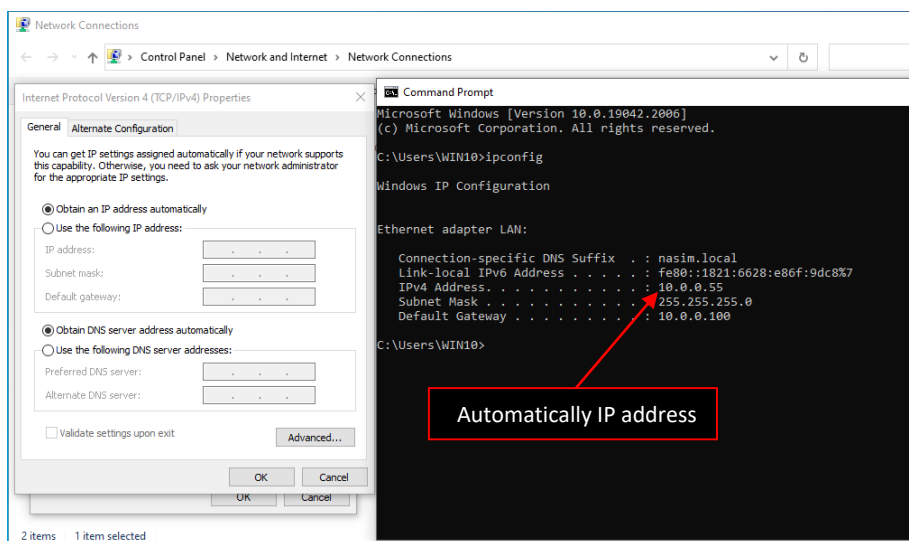 Network Connections
Control Panel > Network and Internet > Network Connections
Internet Protocol Version 4 (TCP/IPv4) Properties
General Alternate Configuration
You can get IP settings assigned automatically if your network supports
this capability. Otherwise, you need to ask your network administrator
for the appropriate IP settings.
Obtain an IP address automatically
Use the following IP address:
IP address:
Subnet mask:
Default gateway:
Obtain DNS server address automatically
Use the following DNS server addresses:
Preferred DNS server:
Alternate DNS server:
Validate settings upon exit
Advanced...
OK Cancel
OK Cancel
2 items 1 item selected
Command Prompt
Microsoft Windows [Version 10.0.19042.2006]
(c) Microsoft Corporation. All rights reserved.
C:\Users\WIN10>ipconfig
Windows IP Configuration
Ethernet adapter LAN:
Connection-specific DNS Suffix . : nasim.local
Link-local IPv6 Address . . . . . : fe80::1821:6628:e86f:9dc8%7
IPv4 Address. . . . . . . . . . . : 10.0.0.55
Subnet Mask . . . . . . . . . . . : 255.255.255.0
Default Gateway . . . . . . . . . : 10.0.0.100
C:\Users\WIN10>
Automatically IP address